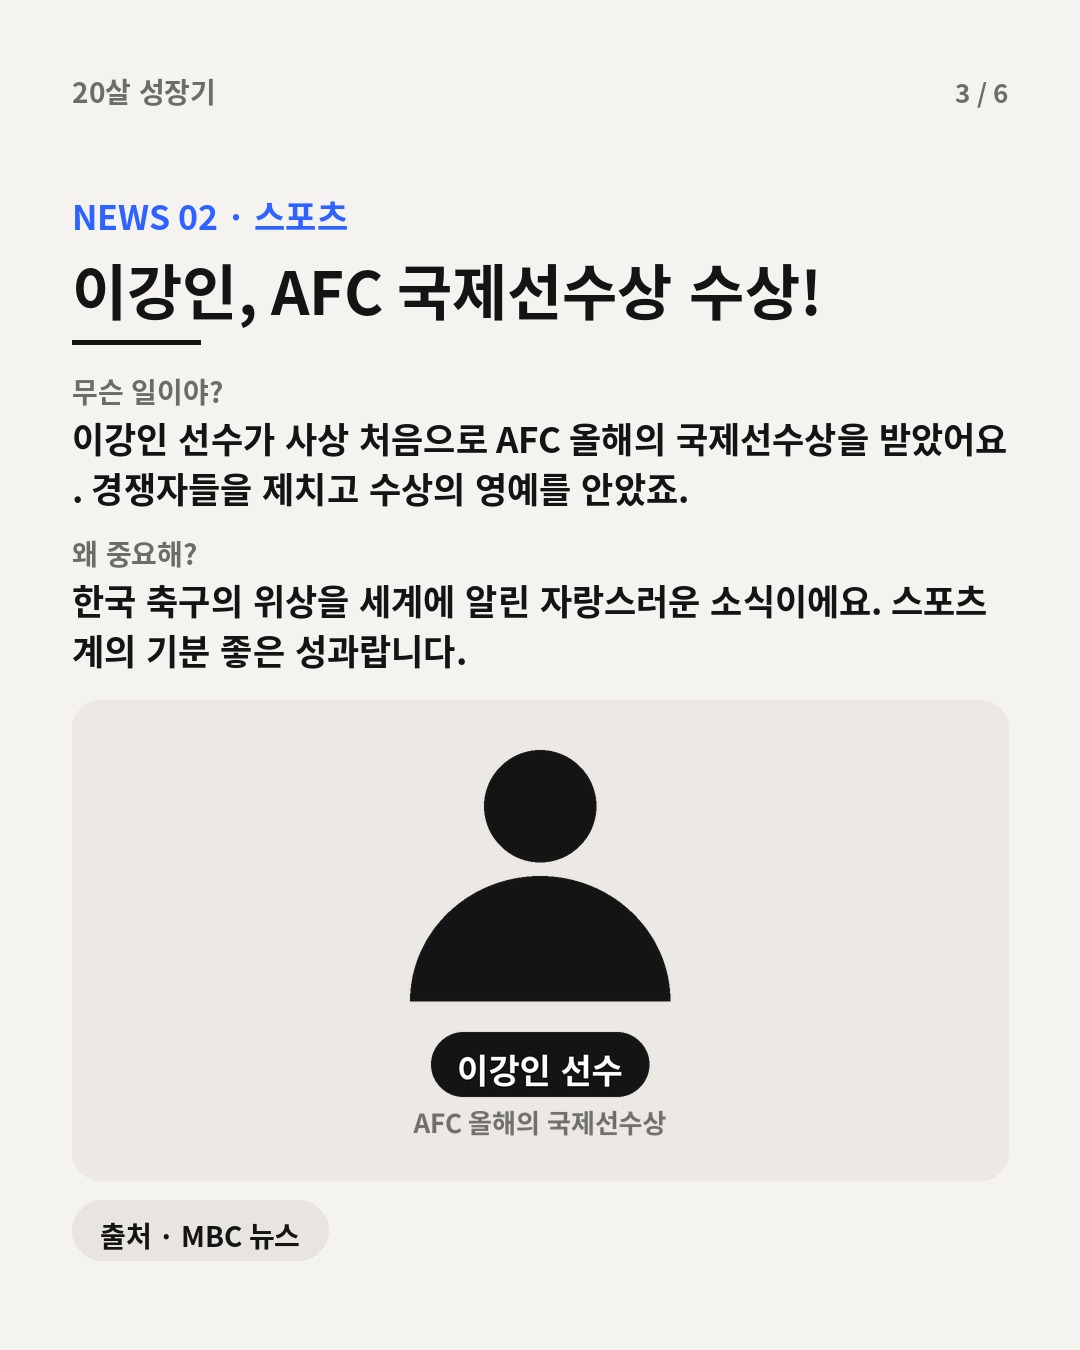 20살 성장기
3 / 6
NEWS 02 · 스포츠
이강인, AFC 국제선수상 수상!
무슨 일이야?
이강인 선수가 사상 처음으로 AFC 올해의 국제선수상을 받았어요
. 경쟁자들을 제치고 수상의 영예를 안았죠.
왜 중요해?
한국 축구의 위상을 세계에 알린 자랑스러운 소식이에요. 스포츠
계의 기분 좋은 성과랍니다.
이강인 선수
AFC 올해의 국제선수상
출처 · MBC 뉴스